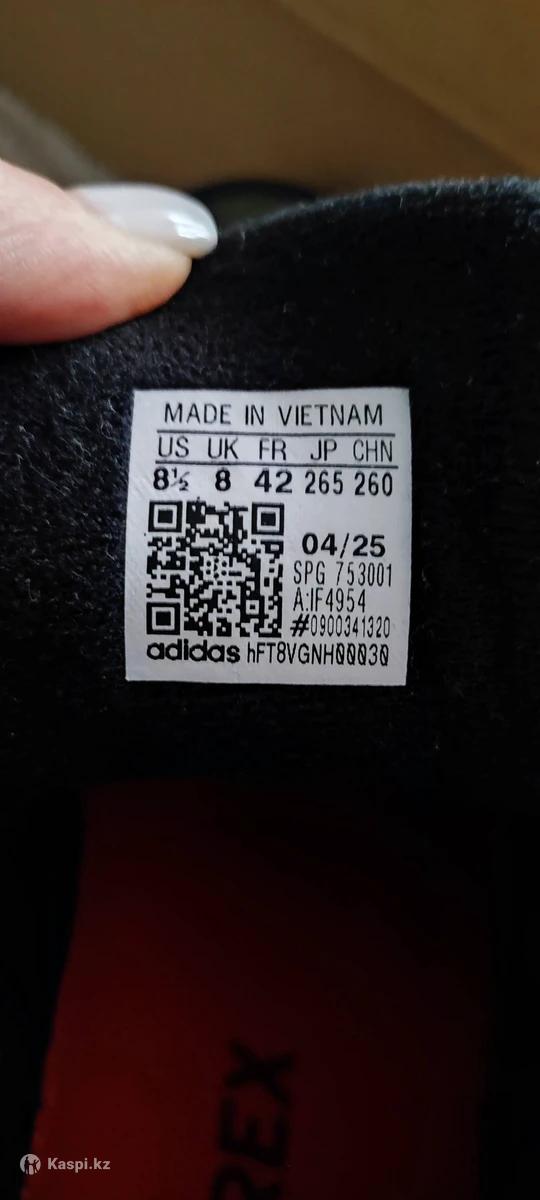 MADE IN VIETNAM
US UK FR JP CHN
8½ 8 42 265 260
04/25
SPG 753001
A:IF4954
#0900341320
adidas hFT8VGNH00030
REX
Kaspi.kz